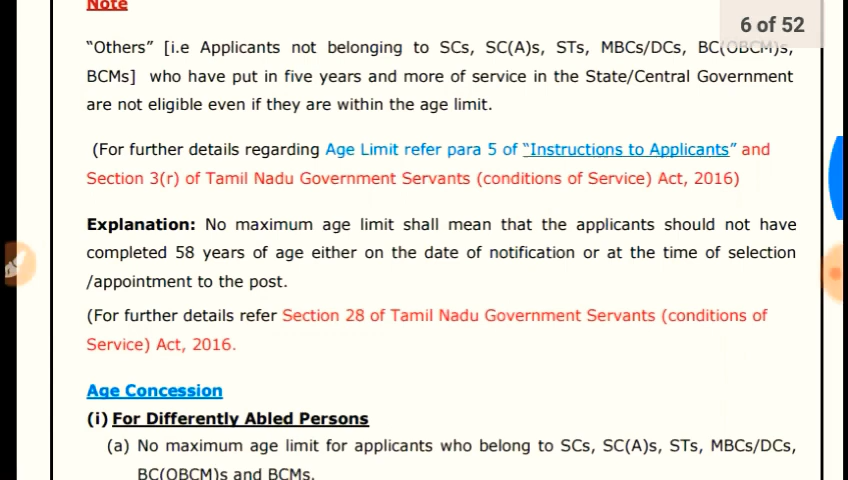 Note
6 of 52
"Others" [i.e Applicants not belonging to SCs, SC(A)s, STs, MBCs/DCs, BC(OBCM)s,
BCMs] who have put in five years and more of service in the State/Central Government
are not eligible even if they are within the age limit.
(For further details regarding Age Limit refer para 5 of "Instructions to Applicants" and
Section 3(r) of Tamil Nadu Government Servants (conditions of Service) Act, 2016)
Explanation: No maximum age limit shall mean that the applicants should not have
completed 58 years of age either on the date of notification or at the time of selection
/appointment to the post.
(For further details refer Section 28 of Tamil Nadu Government Servants (conditions of
Service) Act, 2016.
Age Concession
(i) For Differently Abled Persons
(a) No maximum age limit for applicants who belong to SCs, SC(A)s, STs, MBCs/DCs,
BC(OBCM)s and BCMs.